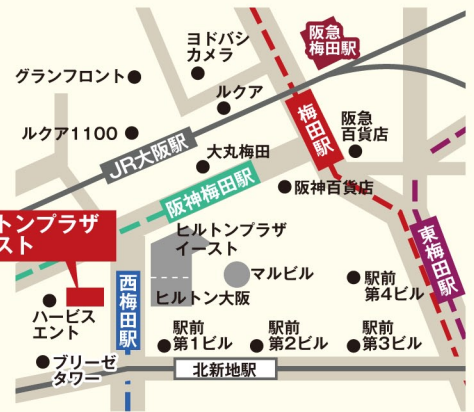 阪急
梅田駅
ヨドバシ
カメラ
グランフロント
ルクア
梅田駅
阪急
百貨店
ルクア1100
JR大阪駅
大丸梅田
阪神梅田駅
阪神百貨店
トンプラザ
スト
ヒルトンプラザ
イースト
東梅田駅
西梅田駅
マルビル
ヒルトン大阪
駅前
第4ビル
ハービス
エント
駅前
第1ビル
駅前
第2ビル
駅前
第3ビル
ブリーゼ
タワー
北新地駅